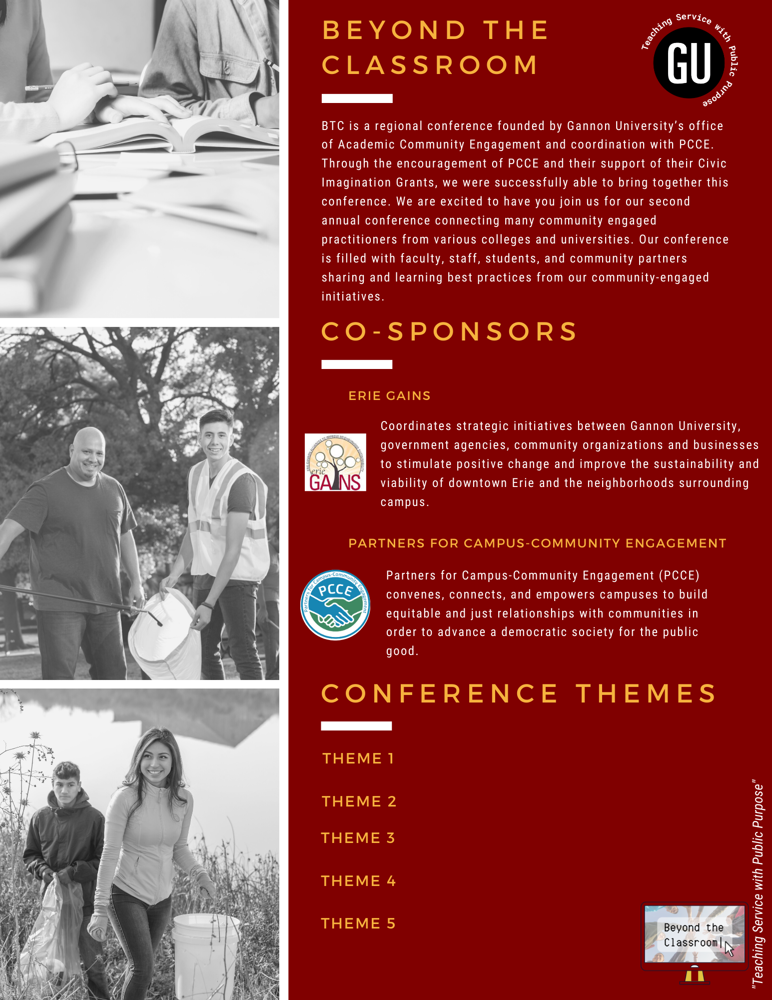 BEYOND THE
CLASSROOM
Teaching Service with Public Purpose
GU
BTC is a regional conference founded by Gannon University’s office
of Academic Community Engagement and coordination with PCCE.
Through the encouragement of PCCE and their support of their Civic
Imagination Grants, we were successfully able to bring together this
conference. We are excited to have you join us for our second
annual conference connecting many community engaged
practitioners from various colleges and universities. Our conference
is filled with faculty, staff, students, and community partners
sharing and learning best practices from our community-engaged
initiatives.
CO-SPONSORS
ERIE GAINS
ERIE-GANNON ALLIANCES TO IMPROVE NEIGHBORHOOD SUSTAINABILITY
erie
GAINS
Coordinates strategic initiatives between Gannon University,
government agencies, community organizations and businesses
to stimulate positive change and improve the sustainability and
viability of downtown Erie and the neighborhoods surrounding
campus.
PARTNERS FOR CAMPUS-COMMUNITY ENGAGEMENT
Partners for Campus-Community Engagement
PCCE
Partners for Campus-Community Engagement (PCCE)
convenes, connects, and empowers campuses to build
equitable and just relationships with communities in
order to advance a democratic society for the public
good.
CONFERENCE THEMES
THEME 1
THEME 2
THEME 3
THEME 4
THEME 5
Beyond the
Classroom
"Teaching Service with Public Purpose"